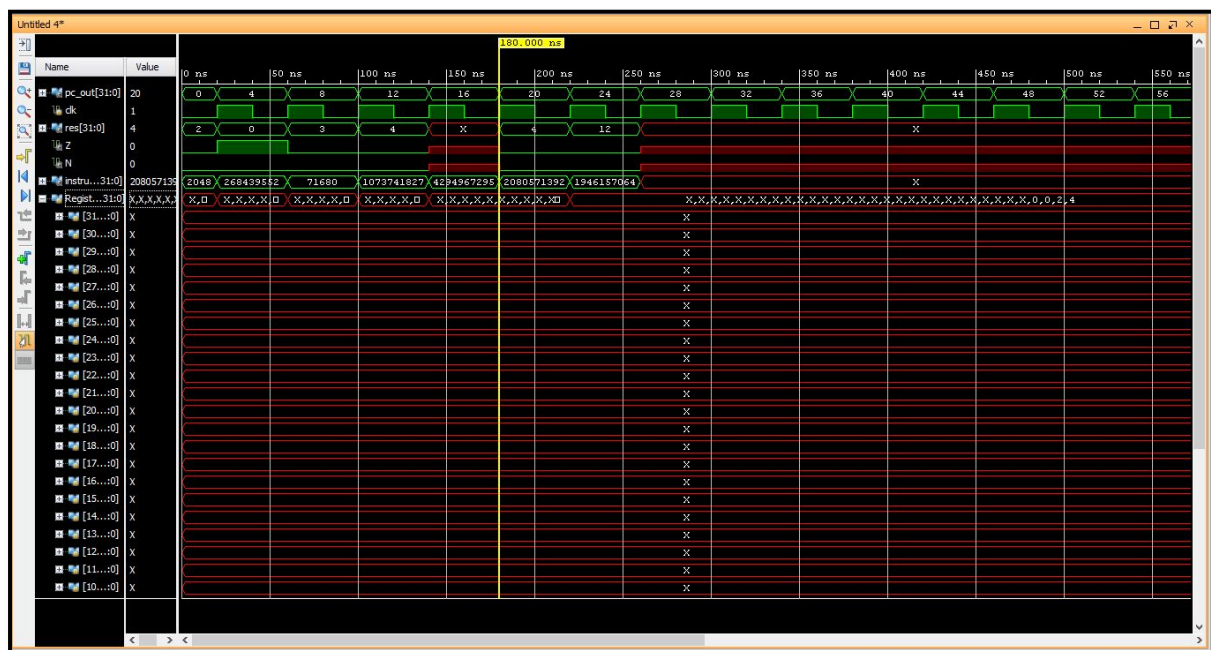 Untitled 4*
180.000 ns
Name Value
0 ns 50 ns 100 ns 150 ns 200 ns 250 ns 300 ns 350 ns 400 ns 450 ns 500 ns 550 ns
pc_out[31:0] 20 0 4 8 12 16 20 24 28 32 36 40 44 48 52 56
clk 1
res[31:0] 4 2 0 3 4 X 4 12 X
Z 0
N 0
instru...31:0] 208057139 2048 268439552 71680 1073741827 4294967295 2080571392 1946157064 X
Regist...31:0] X,X,X,X,X,X X,□ X,X,X,X,□ X,X,X,X,□ X,X,X,X,□ X,X,X,X,X,X,X,X,X□ X,X,X,X,X,X,X,X,X,X,X,X,X,X,X,X,X,X,X,X,X,X,X,X,X,X,X,X,0,0,2,4
[31...:0] X X
[30...:0] X X
[29...:0] X X
[28...:0] X X
[27...:0] X X
[26...:0] X X
[25...:0] X X
[24...:0] X X
[23...:0] X X
[22...:0] X X
[21...:0] X X
[20...:0] X X
[19...:0] X X
[18...:0] X X
[17...:0] X X
[16...:0] X X
[15...:0] X X
[14...:0] X X
[13...:0] X X
[12...:0] X X
[11...:0] X X
[10...:0] X X